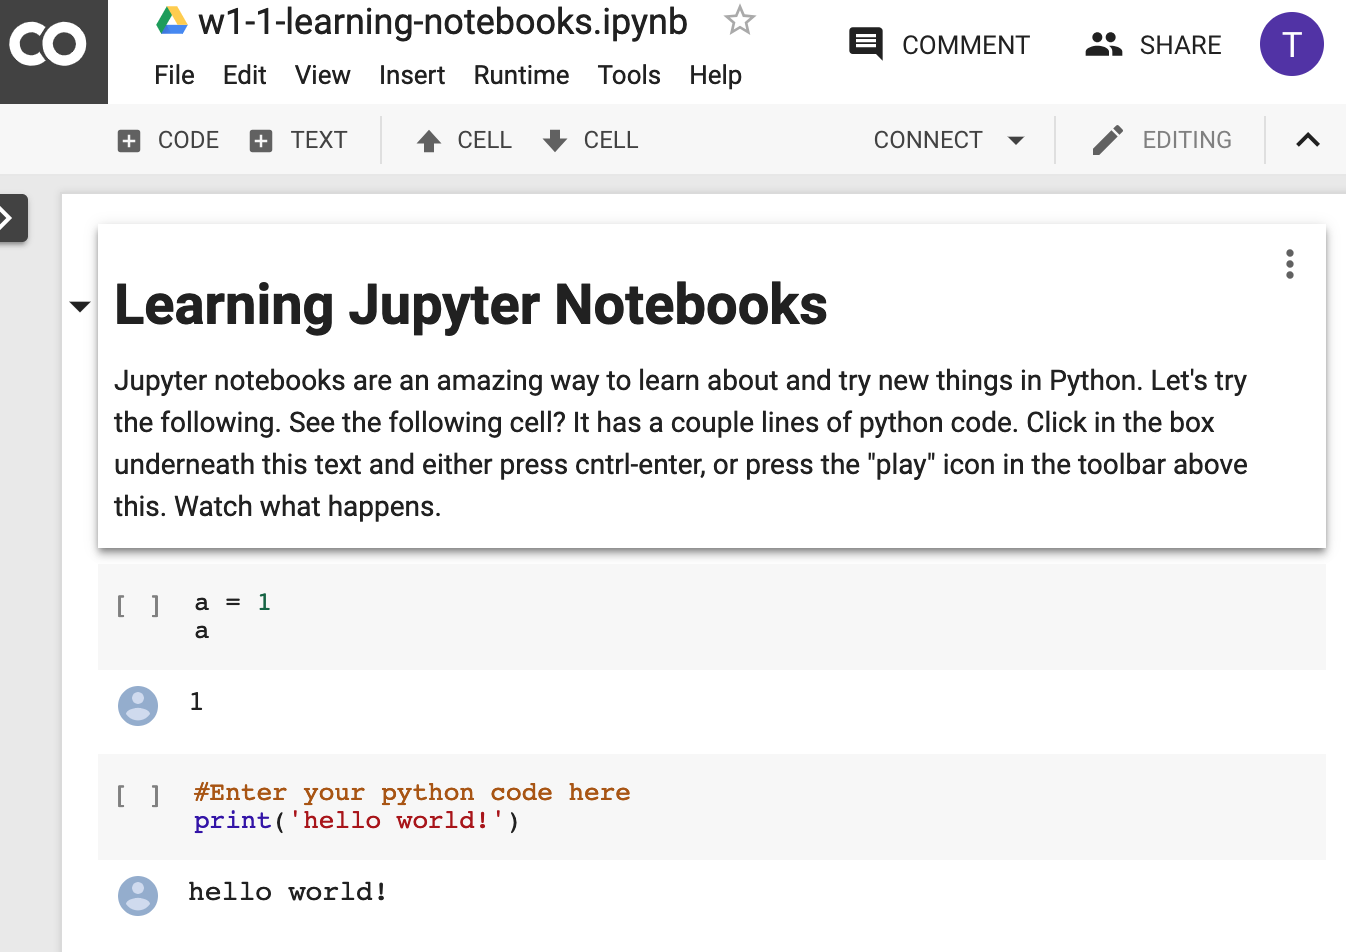 CO
w1-1-learning-notebooks.ipynb
COMMENT
SHARE
T
File Edit View Insert Runtime Tools Help
CODE TEXT CELL CELL CONNECT EDITING
Learning Jupyter Notebooks
Jupyter notebooks are an amazing way to learn about and try new things in Python. Let's try
the following. See the following cell? It has a couple lines of python code. Click in the box
underneath this text and either press cntrl-enter, or press the "play" icon in the toolbar above
this. Watch what happens.
[ ] a = 1
a
1
[ ] #Enter your python code here
print('hello world!')
hello world!